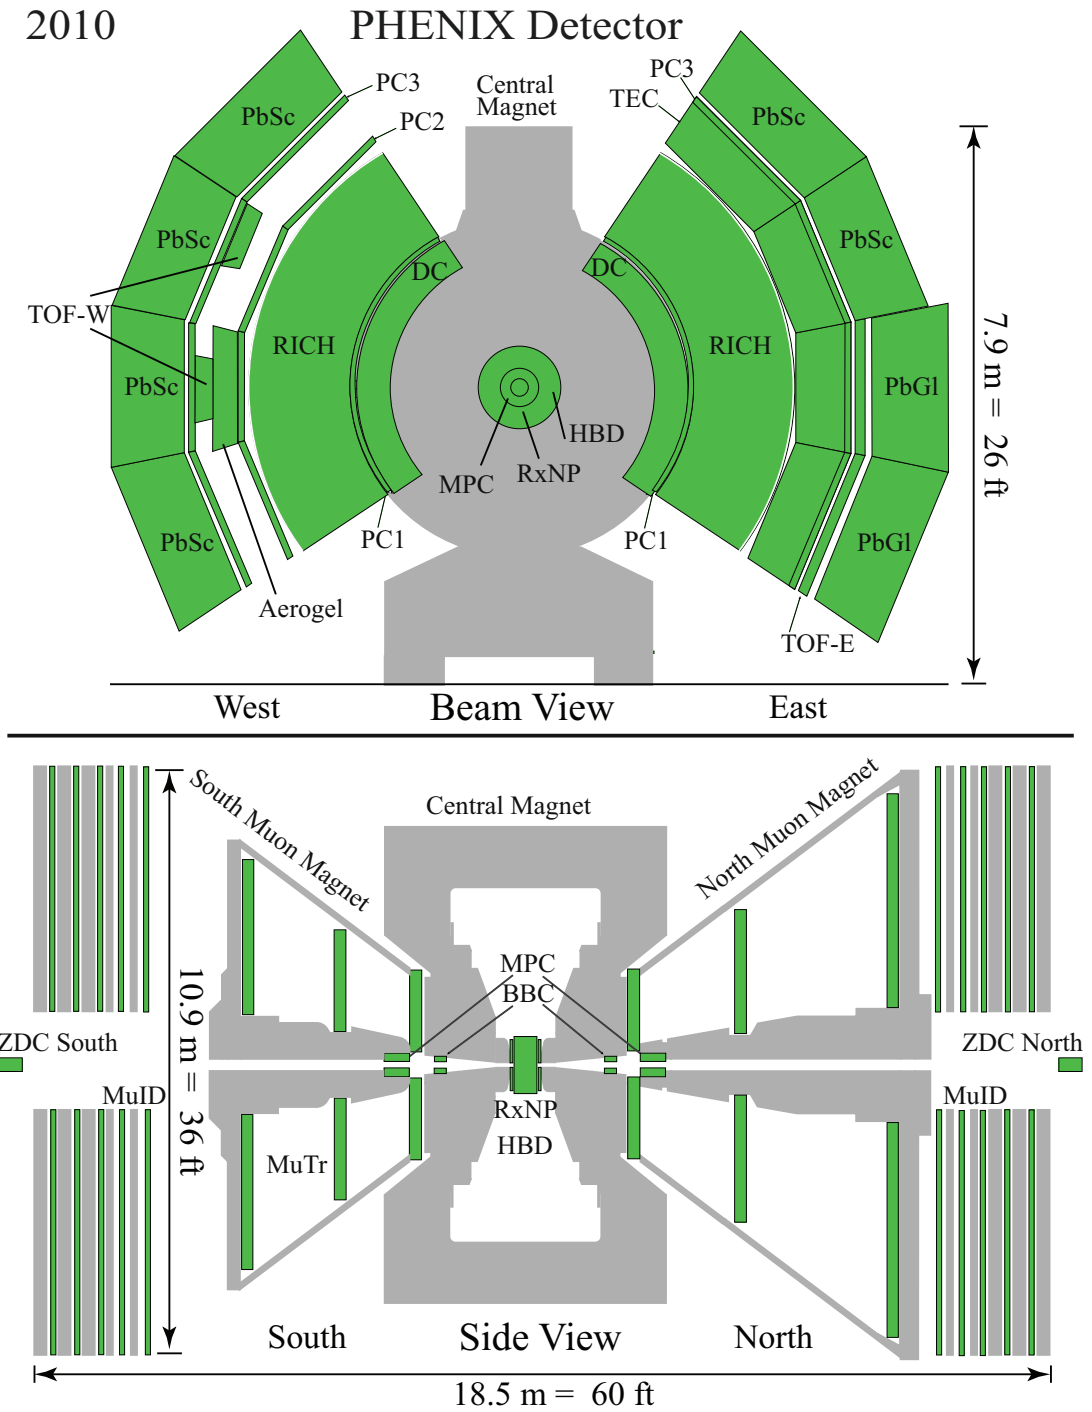 2010
PHENIX Detector
Central
Magnet
PC3
PC2
PC3
TEC
PbSc
PbSc
PbSc
PbSc
TOF-W
DC
DC
RICH
RICH
PbSc
PbGl
PbSc
PbGl
HBD
RxNP
MPC
PC1
PC1
Aerogel
TOF-E
7.9 m = 26 ft
West
Beam View
East
South Muon Magnet
Central Magnet
North Muon Magnet
MPC
BBC
10.9 m = 36 ft
ZDC South
ZDC North
MuID
MuID
RxNP
HBD
MuTr
South
Side View
North
18.5 m = 60 ft